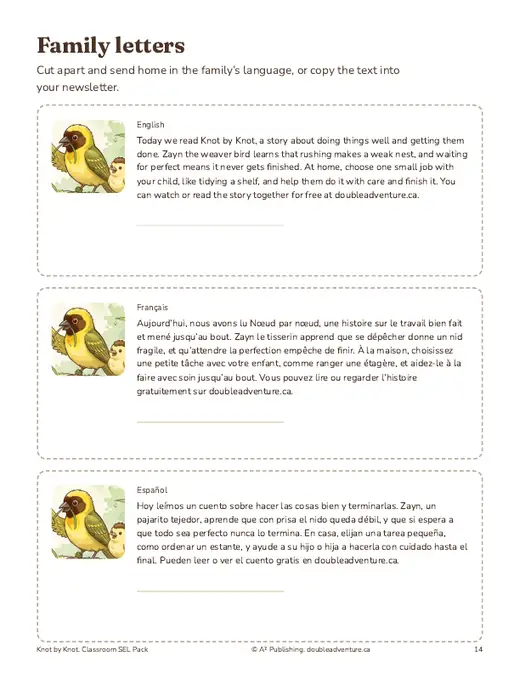 Family letters
Cut apart and send home in the family's language, or copy the text into
your newsletter.
English
Today we read Knot by Knot, a story about doing things well and getting them
done. Zayn the weaver bird learns that rushing makes a weak nest, and waiting
for perfect means it never gets finished. At home, choose one small job with
your child, like tidying a shelf, and help them do it with care and finish it. You
can watch or read the story together for free at doubleadventure.ca.
Français
Aujourd'hui, nous avons lu Nœud par nœud, une histoire sur le travail bien fait
et mené jusqu'au bout. Zayn le tisserin apprend que se dépêcher donne un nid
fragile, et qu'attendre la perfection empêche de finir. À la maison, choisissez
une petite tâche avec votre enfant, comme ranger une étagère, et aidez-le à la
faire avec soin jusqu'au bout. Vous pouvez lire ou regarder l'histoire
gratuitement sur doubleadventure.ca.
Español
Hoy leímos un cuento sobre hacer las cosas bien y terminarlas. Zayn, un
pajarito tejedor, aprende que con prisa el nido queda débil, y que si espera a
que todo sea perfecto nunca lo termina. En casa, elijan una tarea pequeña,
como ordenar un estante, y ayude a su hijo o hija a hacerla con cuidado hasta el
final. Pueden leer o ver el cuento gratis en doubleadventure.ca.
Knot by Knot. Classroom SEL Pack © A² Publishing. doubleadventure.ca 14